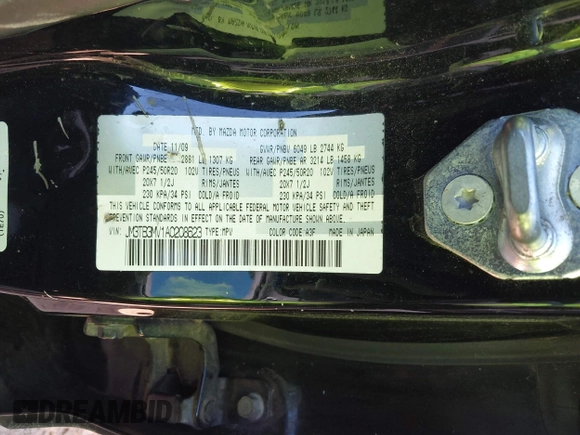 MFD. BY MAZDA MOTOR CORPORATION
DATE 11/09 GVWR/PNBV 6049 LB 2744 KG
FRONT GAWR/PNBE 2881 LB 1307 KG REAR GAWR/PNBE AR 3214 LB 1458 KG
WITH/AVEC P245/50R20 102V TIRES/PNEUS WITH/AVEC P245/50R20 102V TIRES/PNEUS
20X7 1/2J RIMS/JANTES 20X7 1/2J RIMS/JANTES
230 KPA/34 PSI COLD/A FROID 230 KPA/34 PSI COLD/A FROID
THIS VEHICLE CONFORMS TO ALL APPLICABLE FEDERAL MOTOR VEHICLE SAFETY AND THEFT
PREVENTION STANDARDS IN EFFECT ON THE DATE OF MANUFACTURE SHOWN ABOVE.
VIN: JM3TB3MV1AC208623 TYPE:MPV COLOR CODE:A3F MADE IN JAPAN
DREAMBID